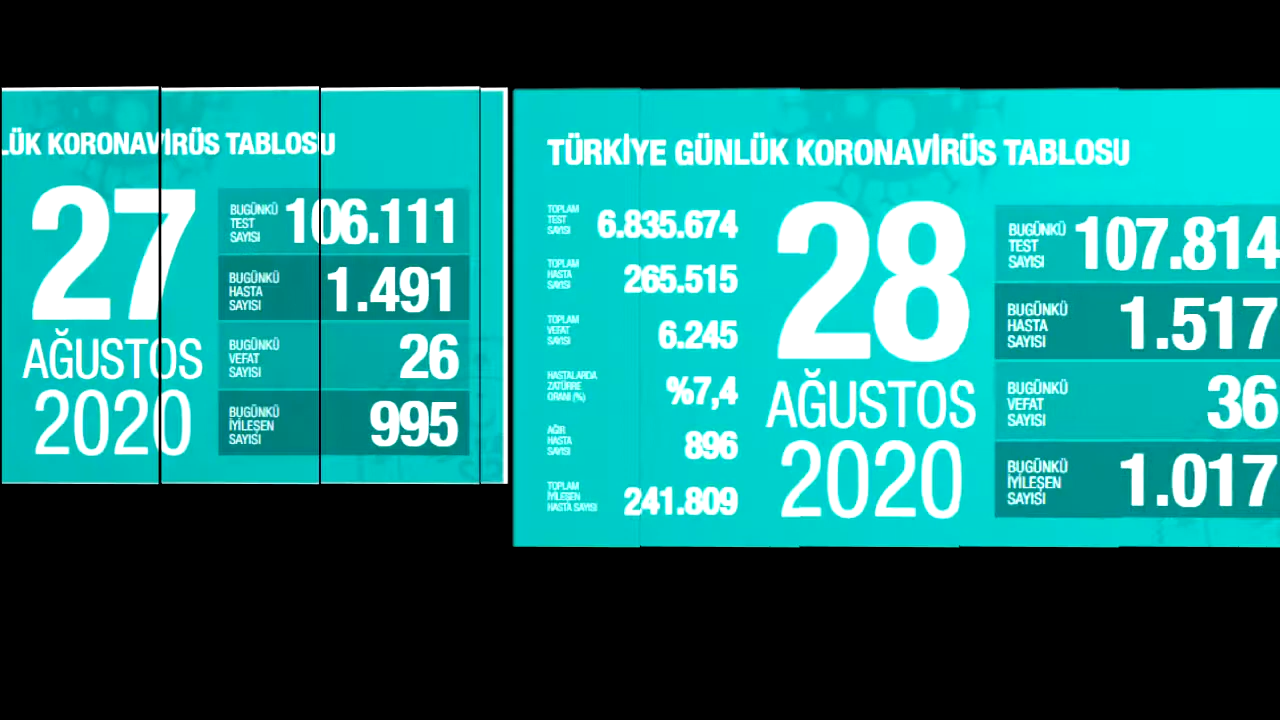 LÜK KORONAVİRÜS TABLOSU
27
AĞUSTOS
2020
BUGÜNKÜ
TEST
SAYISI
106.111
BUGÜNKÜ
HASTA
SAYISI
1.491
BUGÜNKÜ
VEFAT
SAYISI
26
BUGÜNKÜ
İYİLEŞEN
SAYISI
995
TÜRKİYE GÜNLÜK KORONAVİRÜS TABLOSU
TOPLAM
TEST
SAYISI
6.835.674
TOPLAM
HASTA
SAYISI
265.515
TOPLAM
VEFAT
SAYISI
6.245
HASTALARDA
ZATÜRRE
ORANI (%)
%7,4
AĞIR
HASTA
SAYISI
896
TOPLAM
İYİLEŞEN
HASTA SAYISI
241.809
28
AĞUSTOS
2020
BUGÜNKÜ
TEST
SAYISI
107.814
BUGÜNKÜ
HASTA
SAYISI
1.517
BUGÜNKÜ
VEFAT
SAYISI
36
BUGÜNKÜ
İYİLEŞEN
SAYISI
1.017